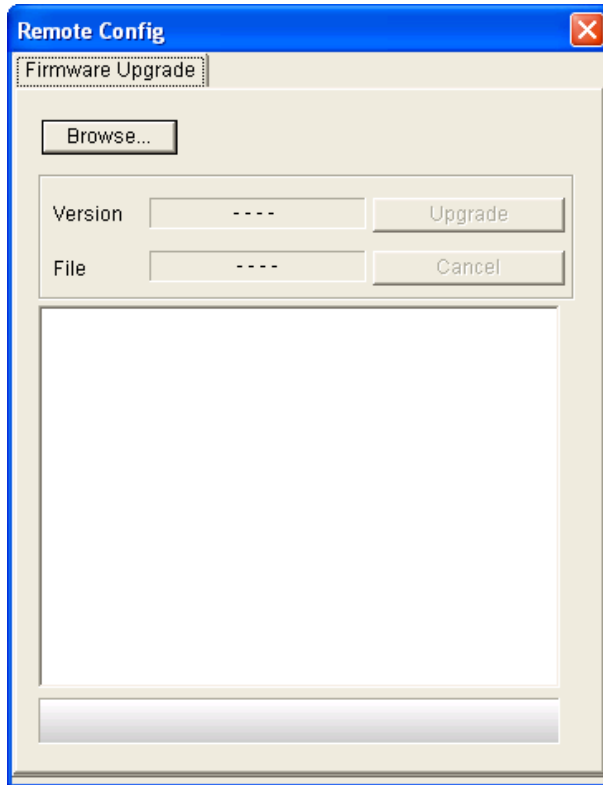 Remote Config
Firmware Upgrade
Browse...
Version ---- Upgrade
File ---- Cancel